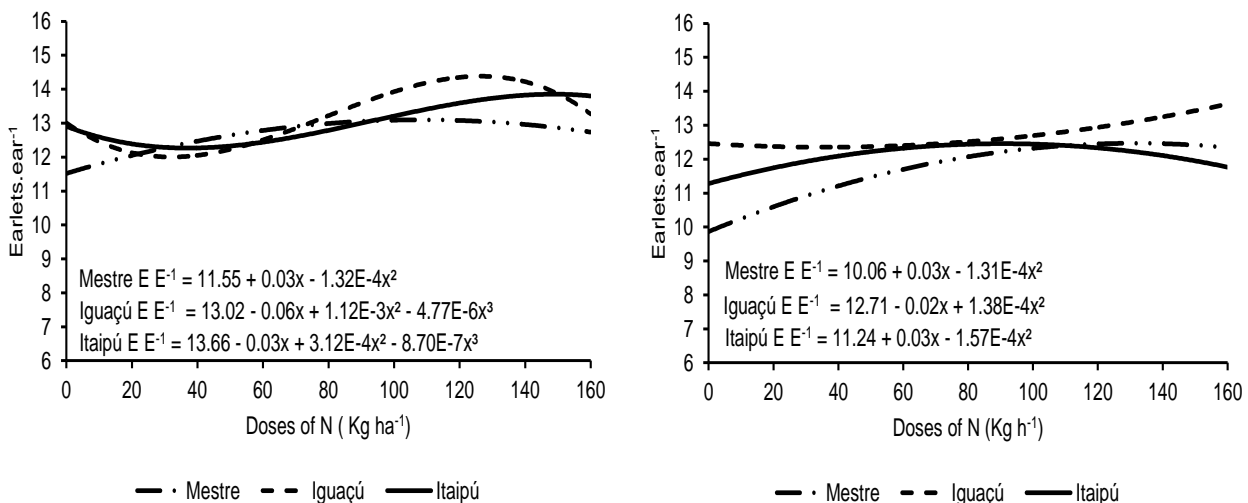 16
15
14
13
12
11
10
9
8
7
6
Earlets.ear⁻¹
Mestre E E⁻¹ = 11.55 + 0.03x - 1.32E-4x²
Iguaçú E E⁻¹ = 13.02 - 0.06x + 1.12E-3x² - 4.77E-6x³
Itaipú E E⁻¹ = 13.66 - 0.03x + 3.12E-4x² - 8.70E-7x³
0 20 40 60 80 100 120 140 160
Doses of N ( Kg ha⁻¹)
Mestre Iguaçú Itaipú
16
15
14
13
12
11
10
9
8
7
6
Earlets.ear⁻¹
Mestre E E⁻¹ = 10.06 + 0.03x - 1.31E-4x²
Iguaçú E E⁻¹ = 12.71 - 0.02x + 1.38E-4x²
Itaipú E E⁻¹ = 11.24 + 0.03x - 1.57E-4x²
0 20 40 60 80 100 120 140 160
Doses of N (Kg h⁻¹)
Mestre Iguaçú Itaipú